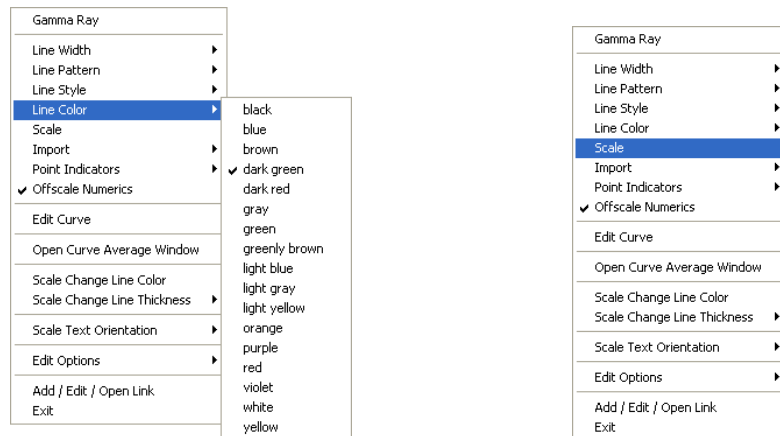 Gamma Ray
Line Width
Line Pattern
Line Style
Line Color
Scale
Import
Point Indicators
Offscale Numerics
Edit Curve
Open Curve Average Window
Scale Change Line Color
Scale Change Line Thickness
Scale Text Orientation
Edit Options
Add / Edit / Open Link
Exit
black
blue
brown
dark green
dark red
gray
green
greenly brown
light blue
light gray
light yellow
orange
purple
red
violet
white
yellow
Gamma Ray
Line Width
Line Pattern
Line Style
Line Color
Scale
Import
Point Indicators
Offscale Numerics
Edit Curve
Open Curve Average Window
Scale Change Line Color
Scale Change Line Thickness
Scale Text Orientation
Edit Options
Add / Edit / Open Link
Exit